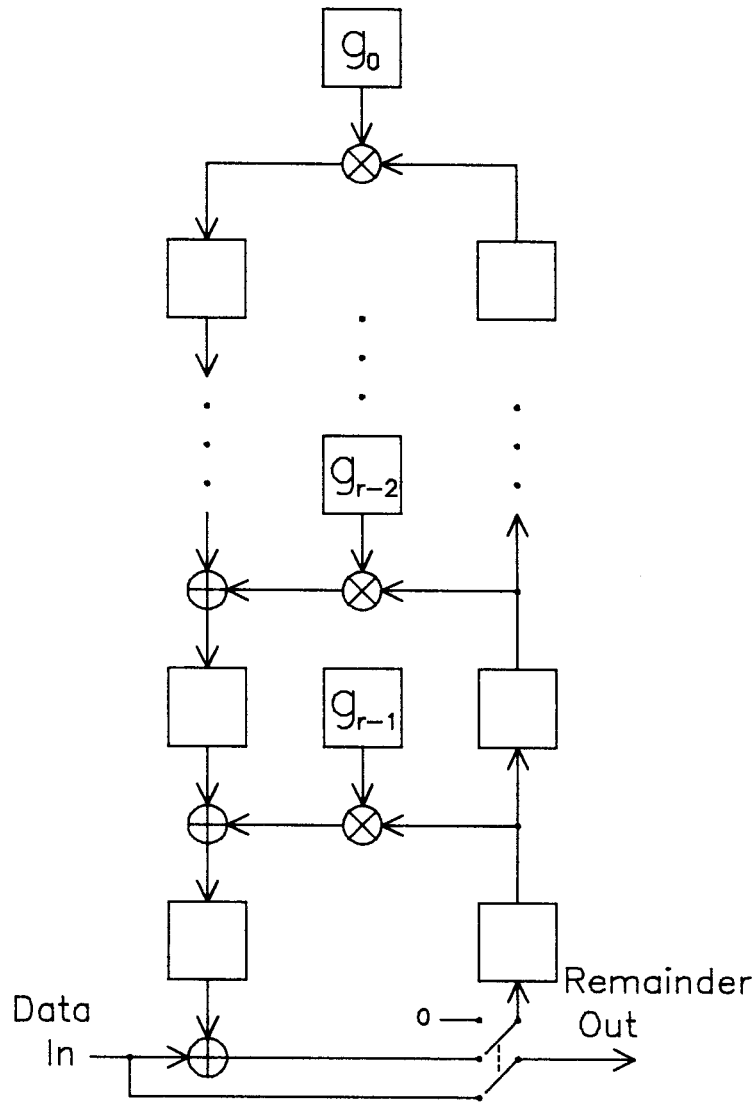 g₀
gᵣ₋₂
gᵣ₋₁
Remainder
Out
Data
In
0